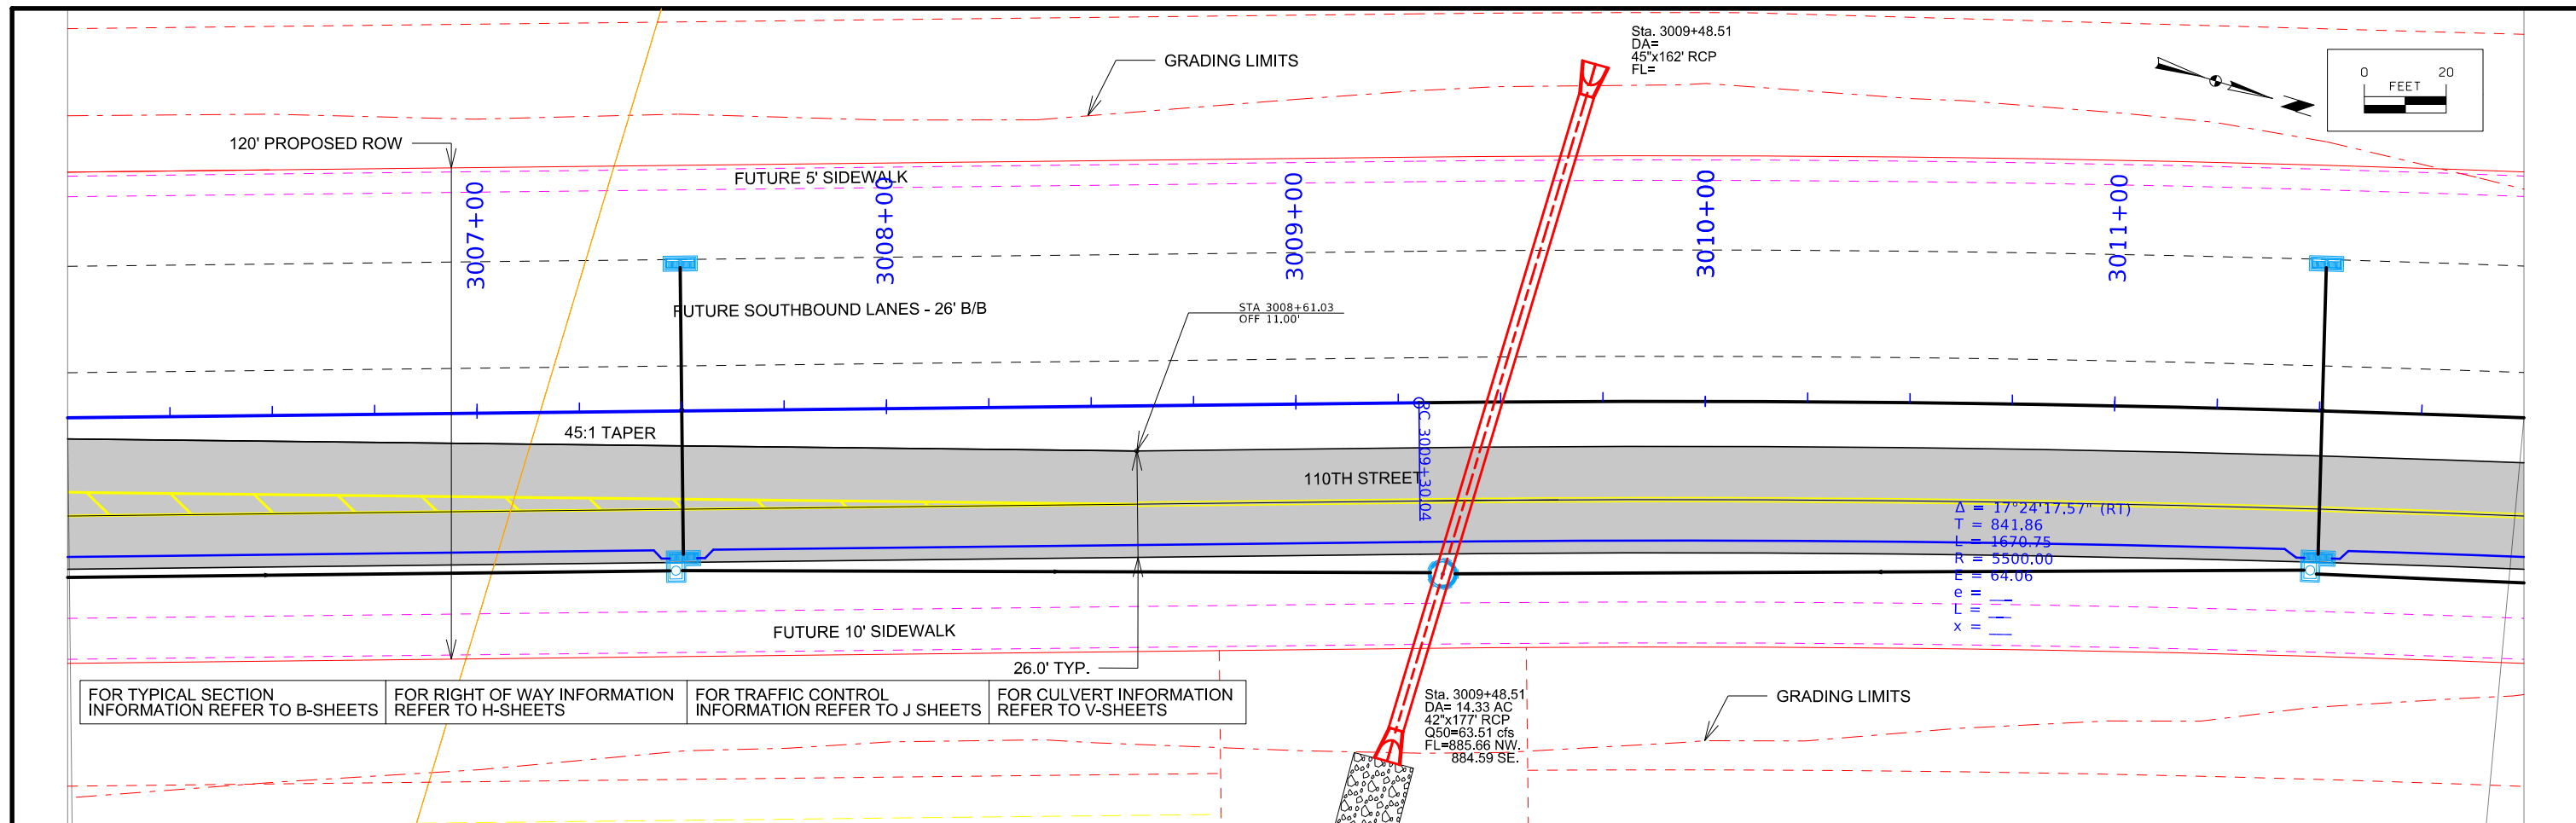 Sta. 3009+48.51
DA=
45"x162' RCP
FL=
GRADING LIMITS
0 20
FEET
120' PROPOSED ROW
FUTURE 5' SIDEWALK
3007+00
3008+00
3009+00
3010+00
3011+00
FUTURE SOUTHBOUND LANES - 26' B/B
STA 3008+61.03
OFF 11.00'
45:1 TAPER
110TH STREET
PC 3009+30.04
Δ = 17°24'17.57" (RT)
T = 841.86
L = 1670.75
R = 5500.00
E = 64.06
e = __
L = __
x = __
FUTURE 10' SIDEWALK
26.0' TYP.
FOR TYPICAL SECTION
INFORMATION REFER TO B-SHEETS
FOR RIGHT OF WAY INFORMATION
REFER TO H-SHEETS
FOR TRAFFIC CONTROL
INFORMATION REFER TO J SHEETS
FOR CULVERT INFORMATION
REFER TO V-SHEETS
Sta. 3009+48.51
DA= 14.33 AC
42"x177' RCP
Q50=63.51 cfs
FL=885.66 NW.
884.59 SE.
GRADING LIMITS